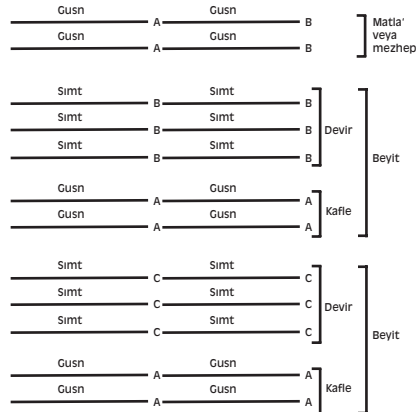 Gusn Gusn
A B
Gusn Gusn
A B
Matla'
veya
mezhep
Sımt Sımt
B B
Sımt Sımt
B B
Sımt Sımt
B B
Devir
Gusn Gusn
A A
Gusn Gusn
A A
Kafle
Beyit
Sımt Sımt
C C
Sımt Sımt
C C
Sımt Sımt
C C
Devir
Gusn Gusn
A A
Gusn Gusn
A A
Kafle
Beyit